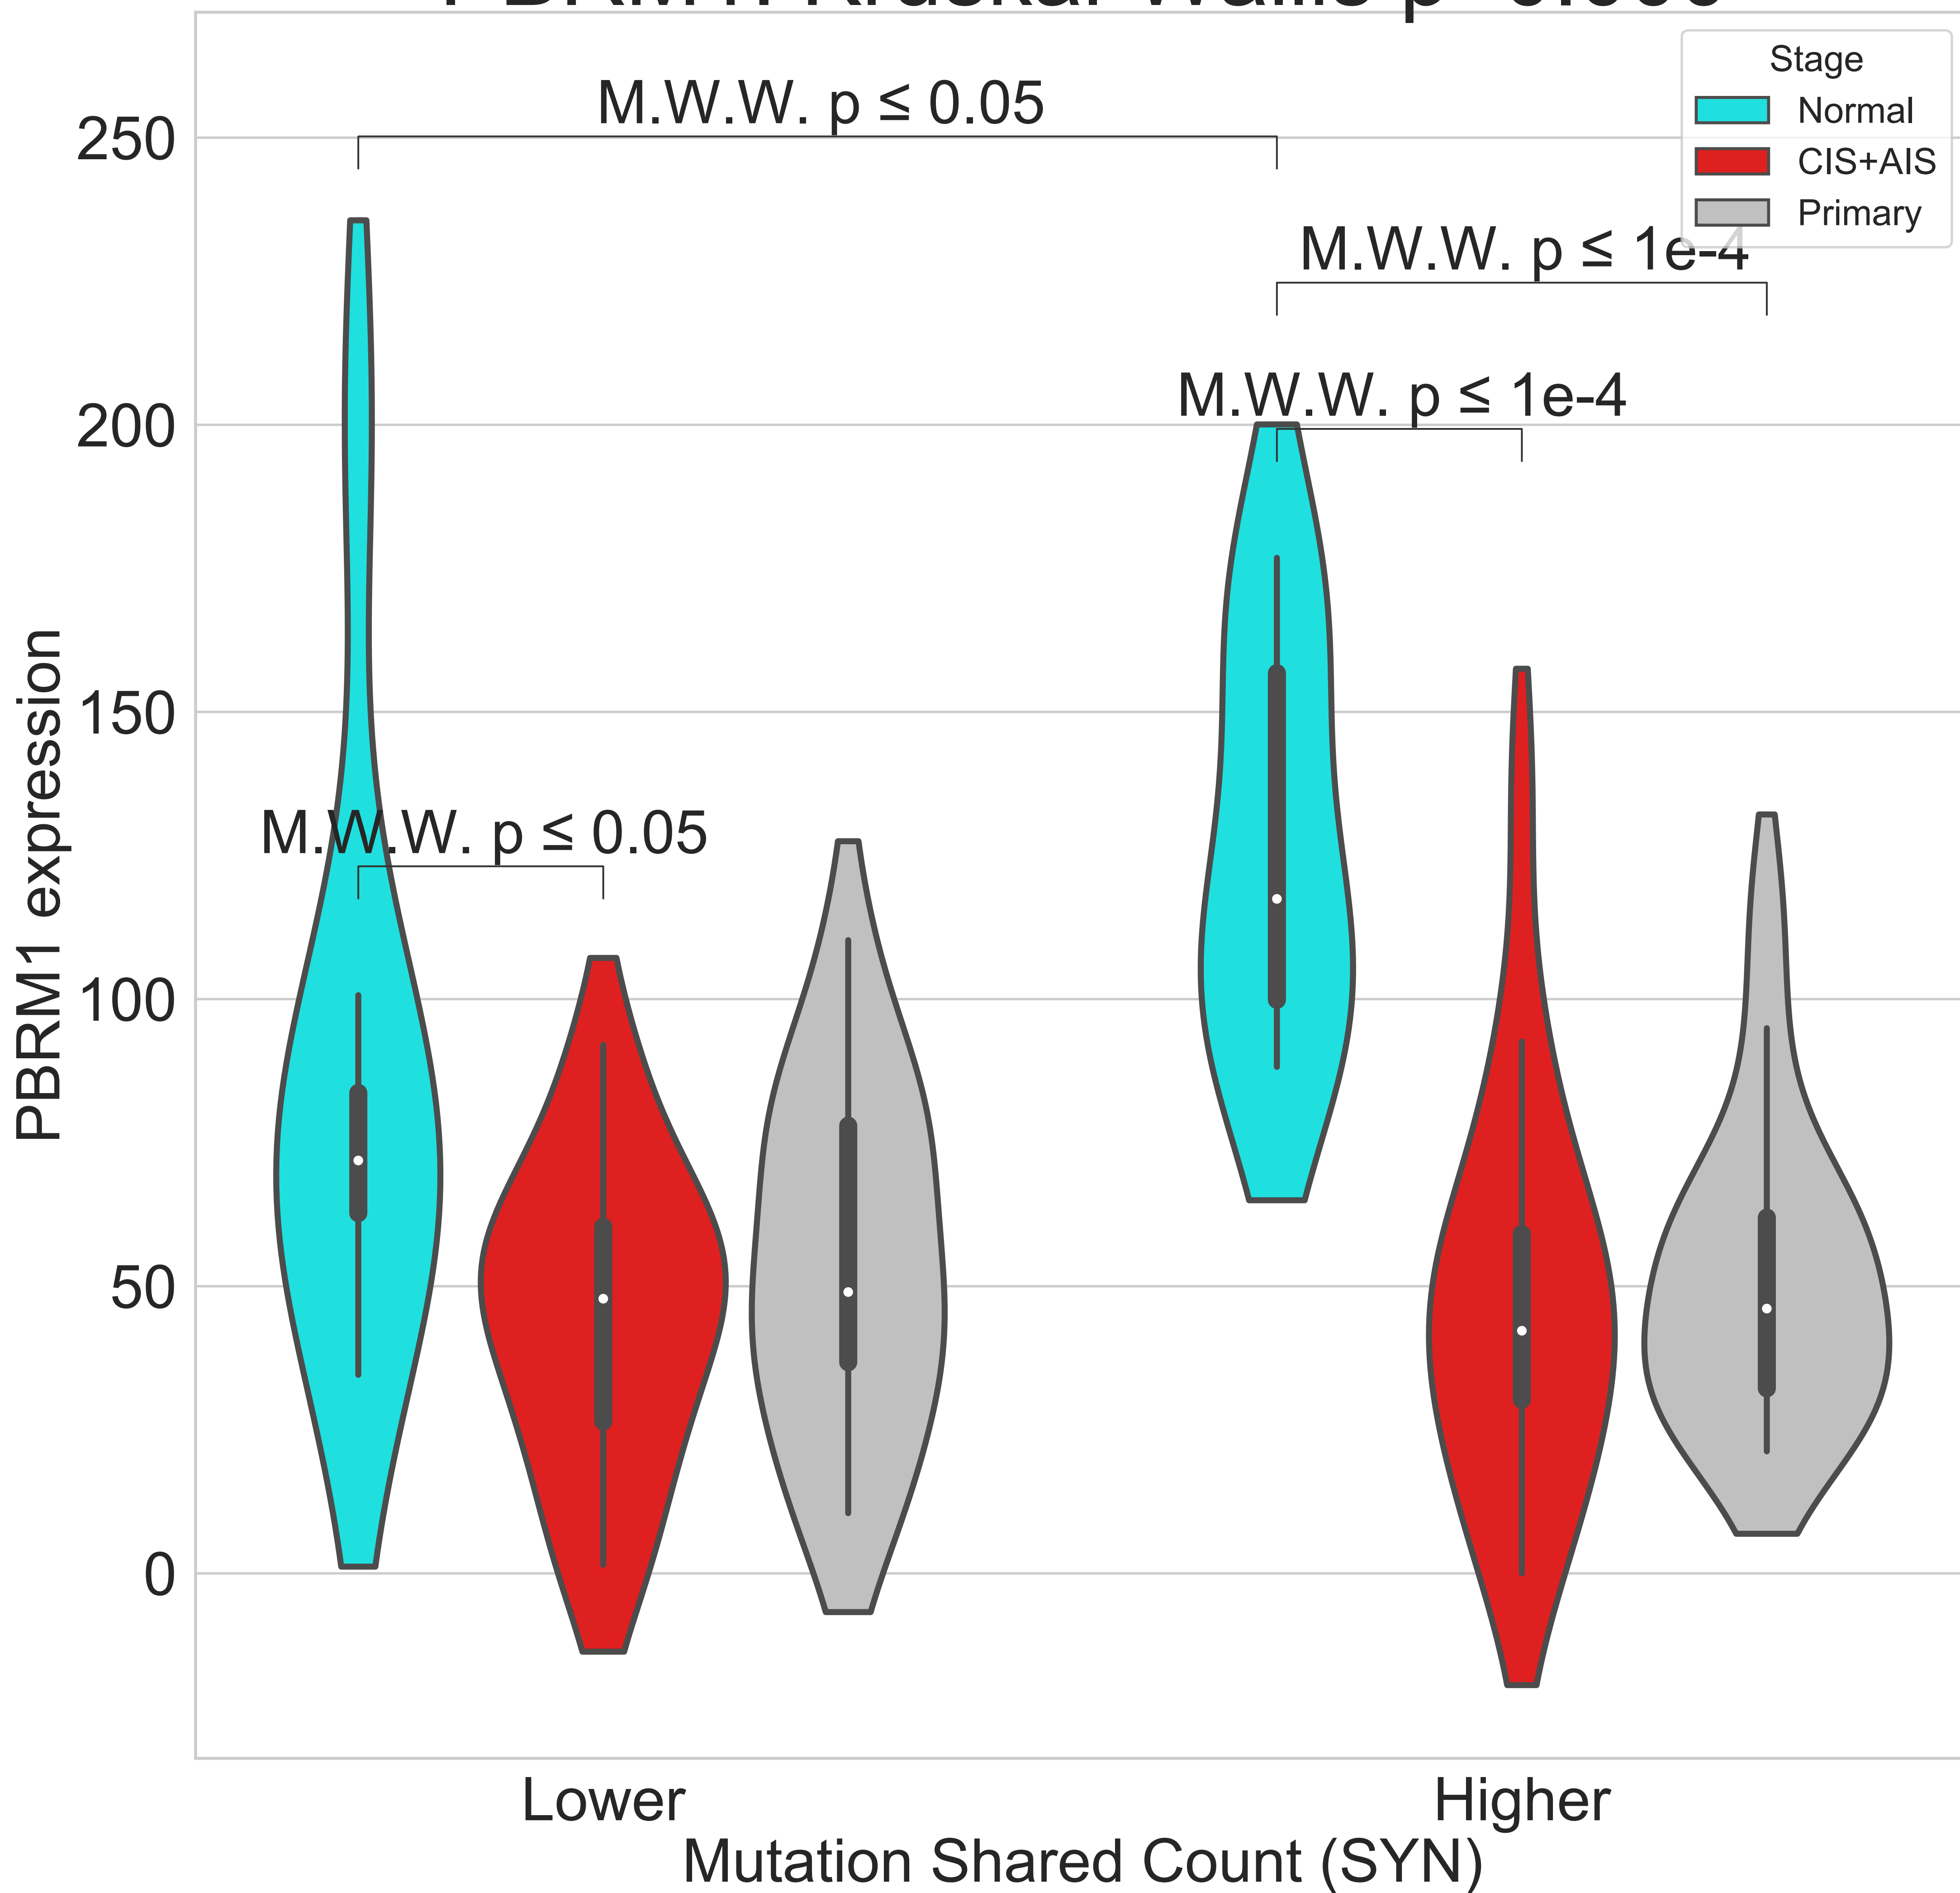 M.W.W. p ≤ 0.05
Stage
Normal
CIS+AIS
Primary
M.W.W. p ≤ 1e-4
M.W.W. p ≤ 1e-4
M.W.W. p ≤ 0.05
250
200
150
100
50
0
PBRM1 expression
Lower
Higher
Mutation Shared Count (SYN)